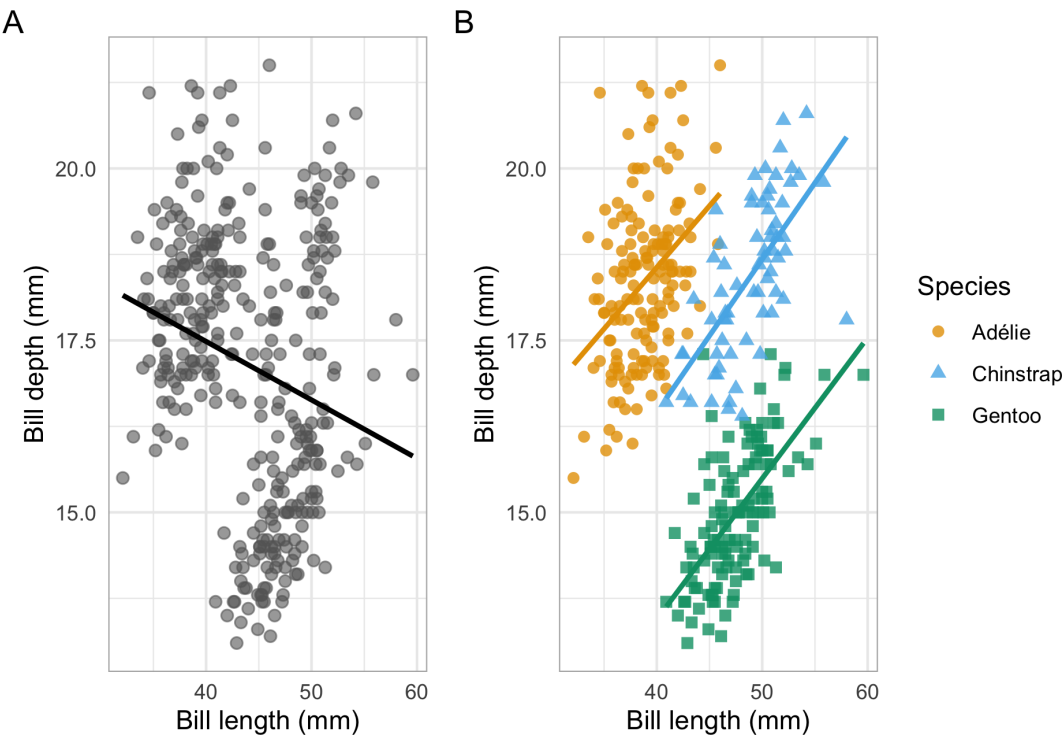 A
Bill depth (mm)
20.0
17.5
15.0
40 50 60
Bill length (mm)
B
Bill depth (mm)
20.0
17.5
15.0
40 50 60
Bill length (mm)
Species
Adélie
Chinstrap
Gentoo